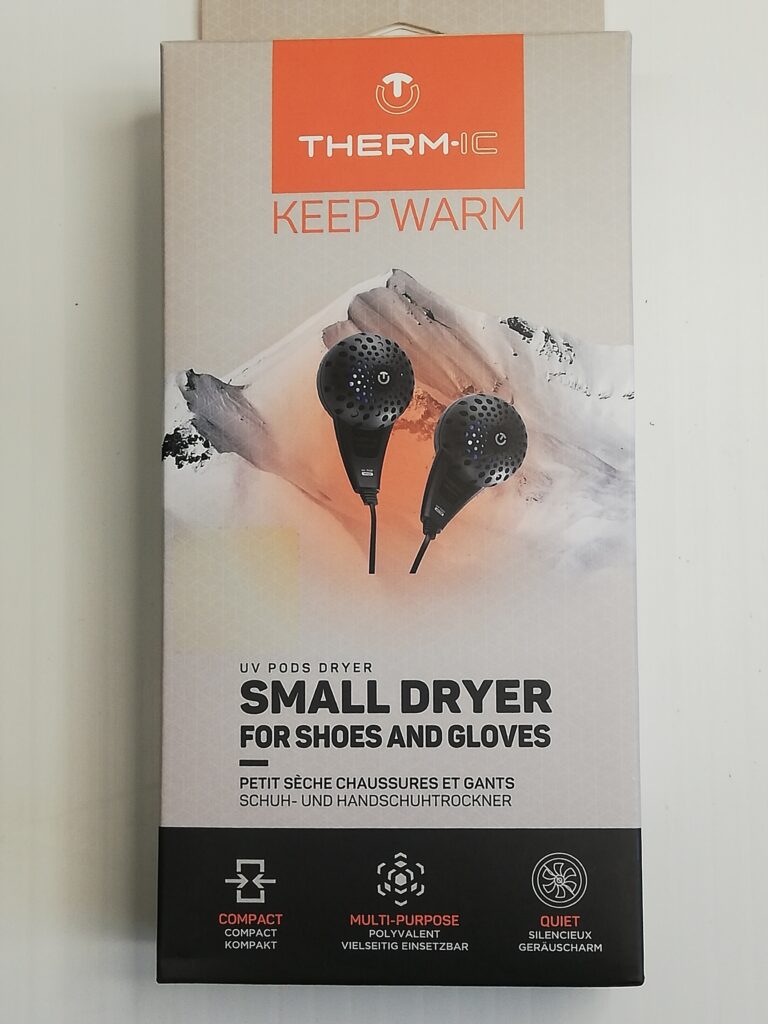 THERM-IC
KEEP WARM
UV PODS DRYER
SMALL DRYER
FOR SHOES AND GLOVES
PETIT SÈCHE CHAUSSURES ET GANTS
SCHUH- UND HANDSCHUHTROCKNER
COMPACT
COMPACT
KOMPAKT
MULTI-PURPOSE
POLYVALENT
VIELSEITIG EINSETZBAR
QUIET
SILENCIEUX
GERÄUSCHARM